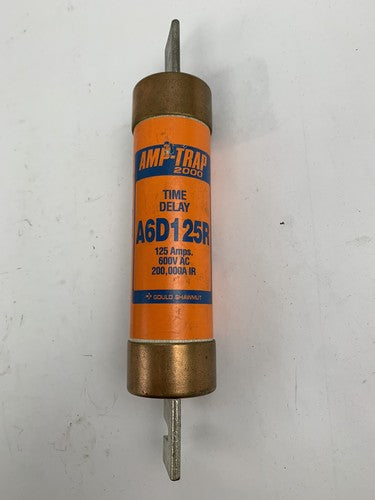 AMP-TRAP
2000
TIME
DELAY
A6D125R
125 Amps.
600V AC
200,000A IR
GOULD SHAWMUT